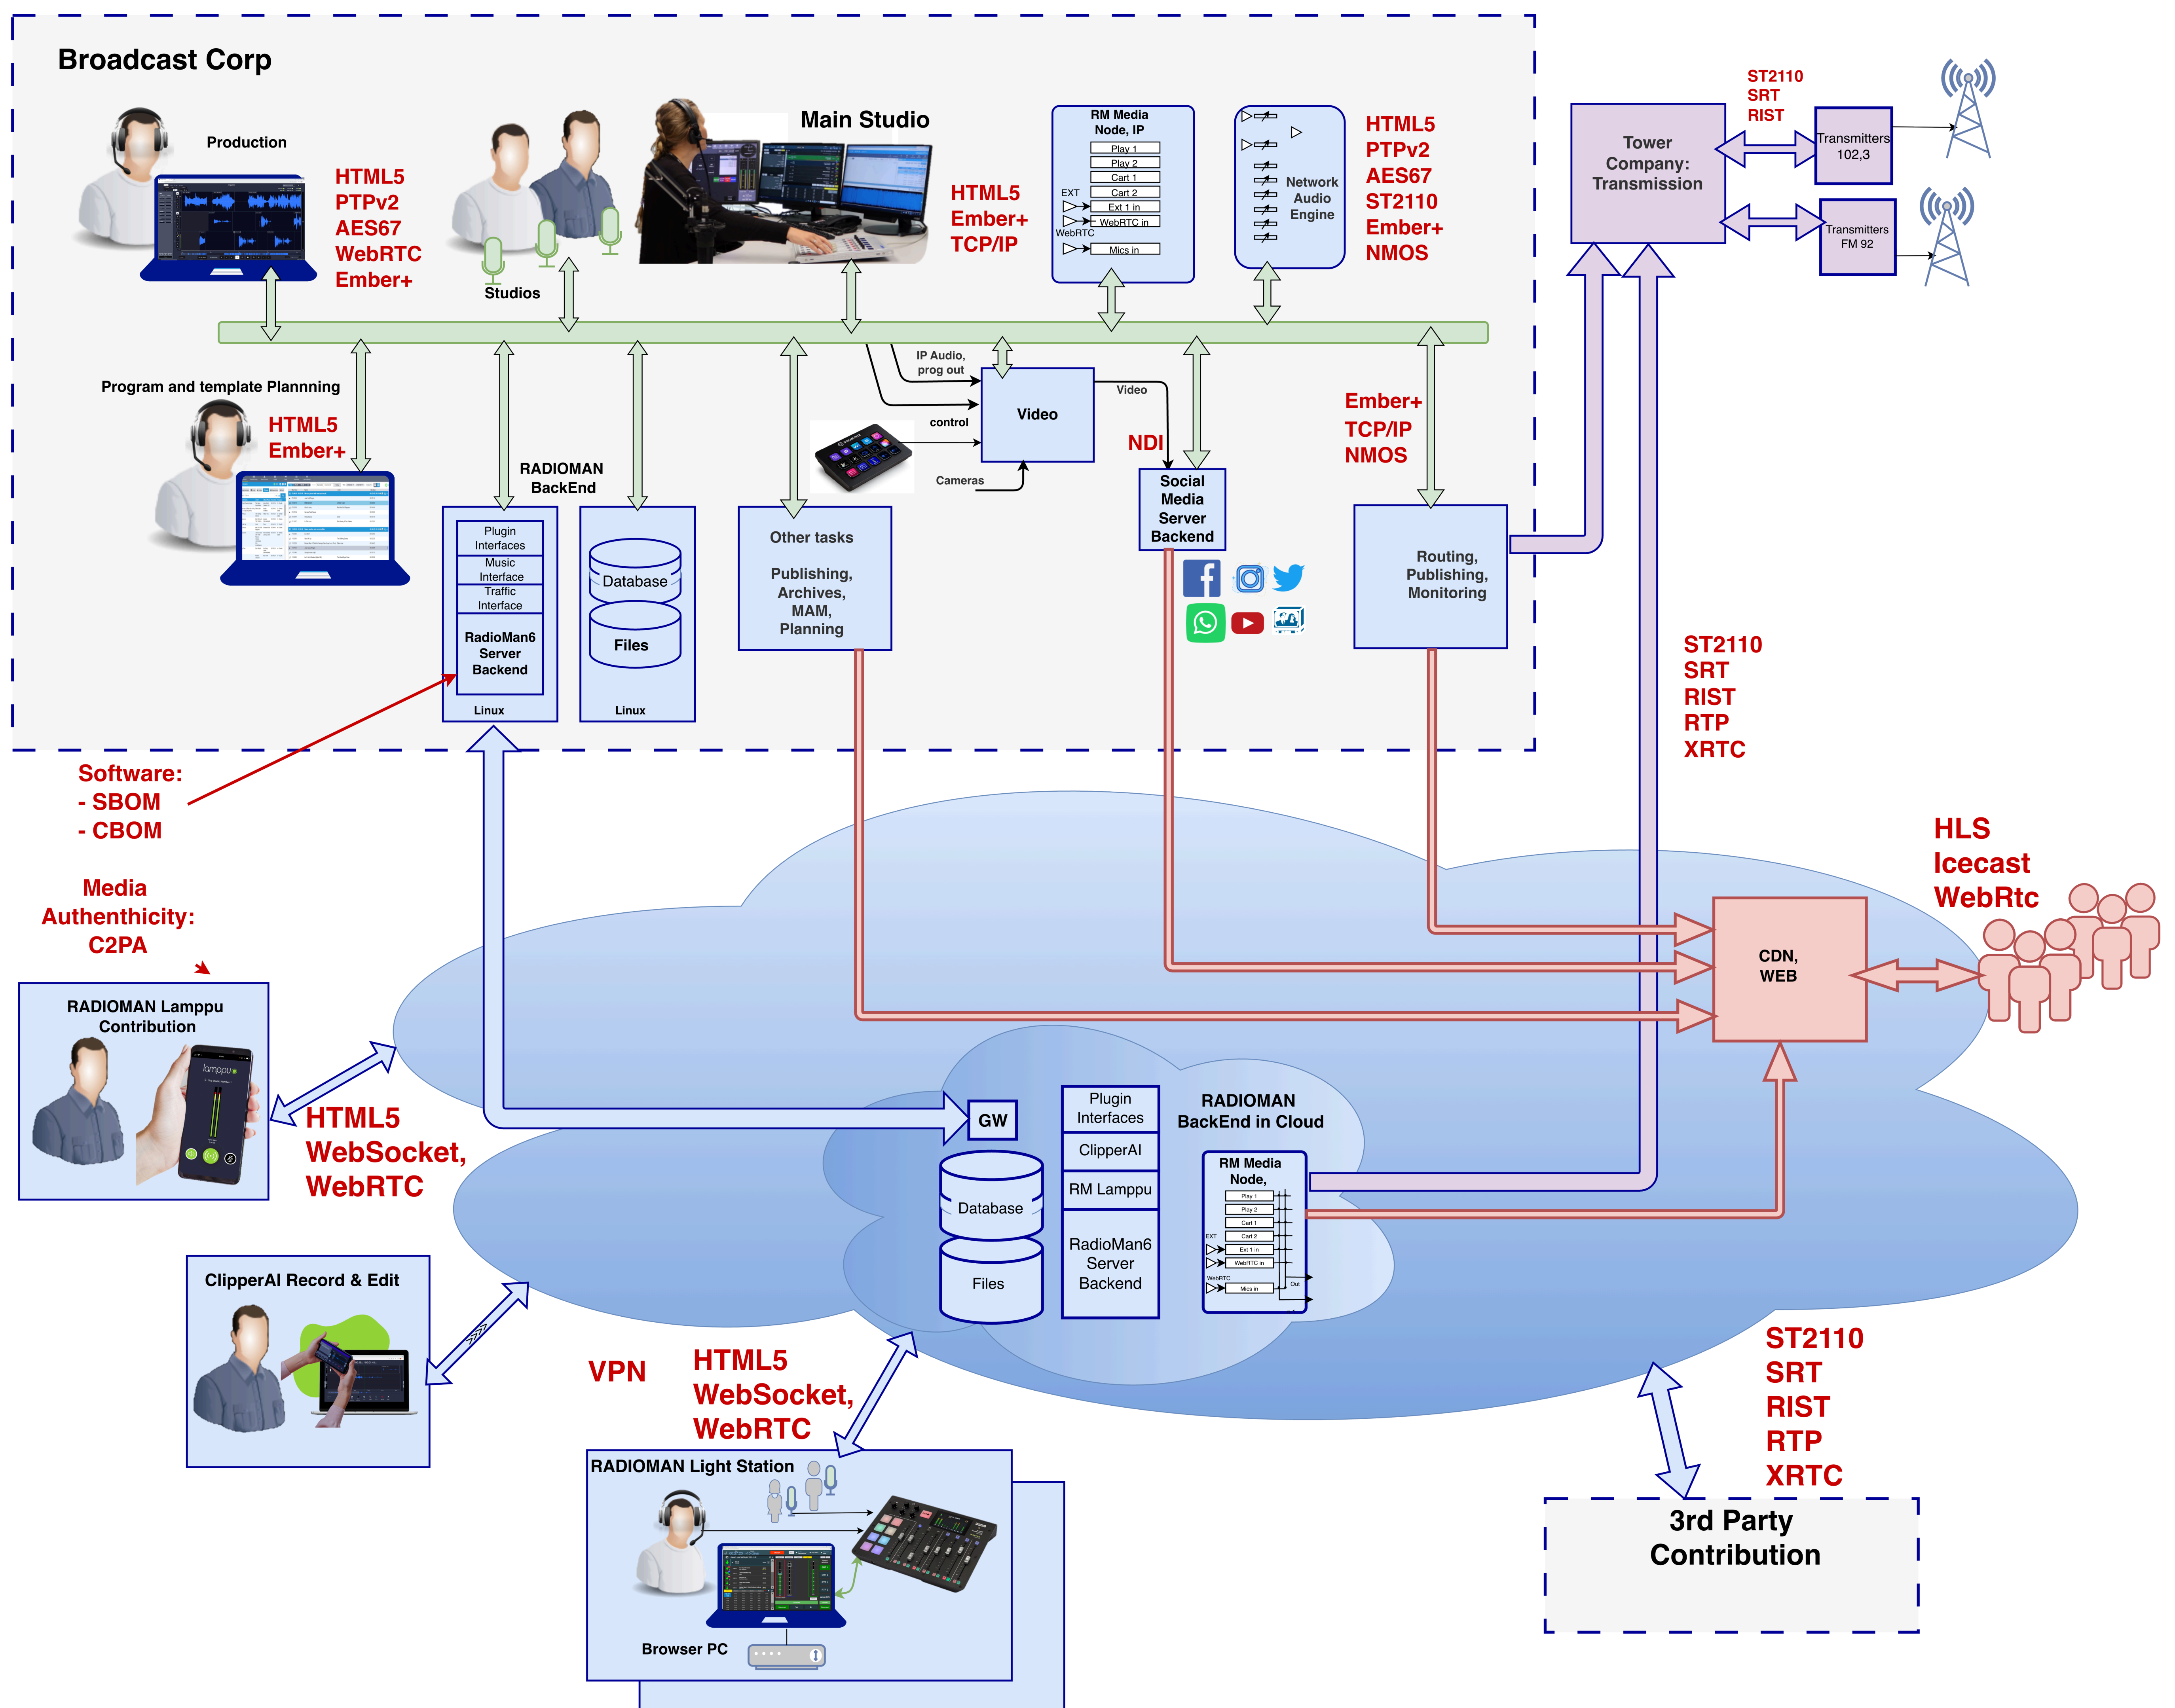 Broadcast Corp
Production
HTML5
PTPv2
AES67
WebRTC
Ember+
Studios
Main Studio
HTML5
Ember+
TCP/IP
RM Media
Node, IP
Play 1
Play 2
Cart 1
Cart 2
EXT
Ext 1 in
WebRTC in
WebRTC
Mics in
Network
Audio
Engine
HTML5
PTPv2
AES67
ST2110
Ember+
NMOS
Tower
Company:
Transmission
ST2110
SRT
RIST
Transmitters
102,3
Transmitters
FM 92
Program and template Plannning
HTML5
Ember+
RADIOMAN
BackEnd
Plugin
Interfaces
Music
Interface
Traffic
Interface
RadioMan6
Server
Backend
Linux
Database
Files
Linux
Other tasks
Publishing,
Archives,
MAM,
Planning
IP Audio,
prog out
control
Cameras
Video
Video
NDI
Social
Media
Server
Backend
Ember+
TCP/IP
NMOS
Routing,
Publishing,
Monitoring
ST2110
SRT
RIST
RTP
XRTC
Software:
- SBOM
- CBOM
Media
Authenthicity:
C2PA
RADIOMAN Lamppu
Contribution
lamppu
HTML5
WebSocket,
WebRTC
HLS
Icecast
WebRtc
CDN,
WEB
GW
Database
Files
Plugin
Interfaces
ClipperAI
RM Lamppu
RadioMan6
Server
Backend
RADIOMAN
BackEnd in Cloud
RM Media
Node,
Play 1
Play 2
Cart 1
Cart 2
EXT
Ext 1 in
WebRTC in
WebRTC
Mics in
Out
ClipperAI Record & Edit
VPN
HTML5
WebSocket,
WebRTC
RADIOMAN Light Station
Browser PC
ST2110
SRT
RIST
RTP
XRTC
3rd Party
Contribution